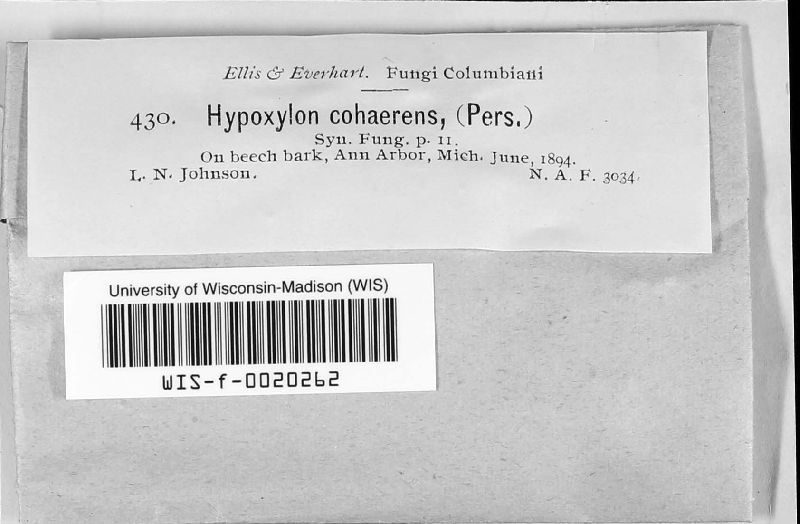 Ellis & Everhart. Fungi Columbiani
430. Hypoxylon cohaerens, (Pers.)
Syn. Fung. p. 11.
On beech bark, Ann Arbor, Mich. June, 1894.
L. N. Johnson. N. A. F. 3034.
University of Wisconsin-Madison (WIS)
WIS-f-0020262